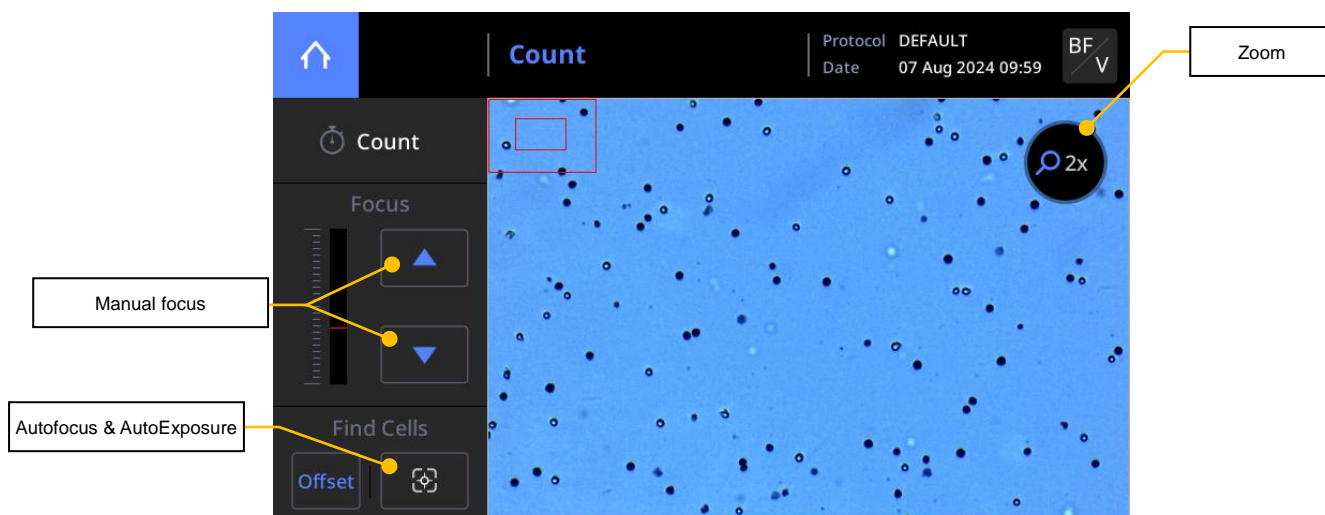 Count
Protocol DEFAULT
Date 07 Aug 2024 09:59
BF/V
Zoom
Count
2x
Focus
Manual focus
Autofocus & AutoExposure
Find Cells
Offset